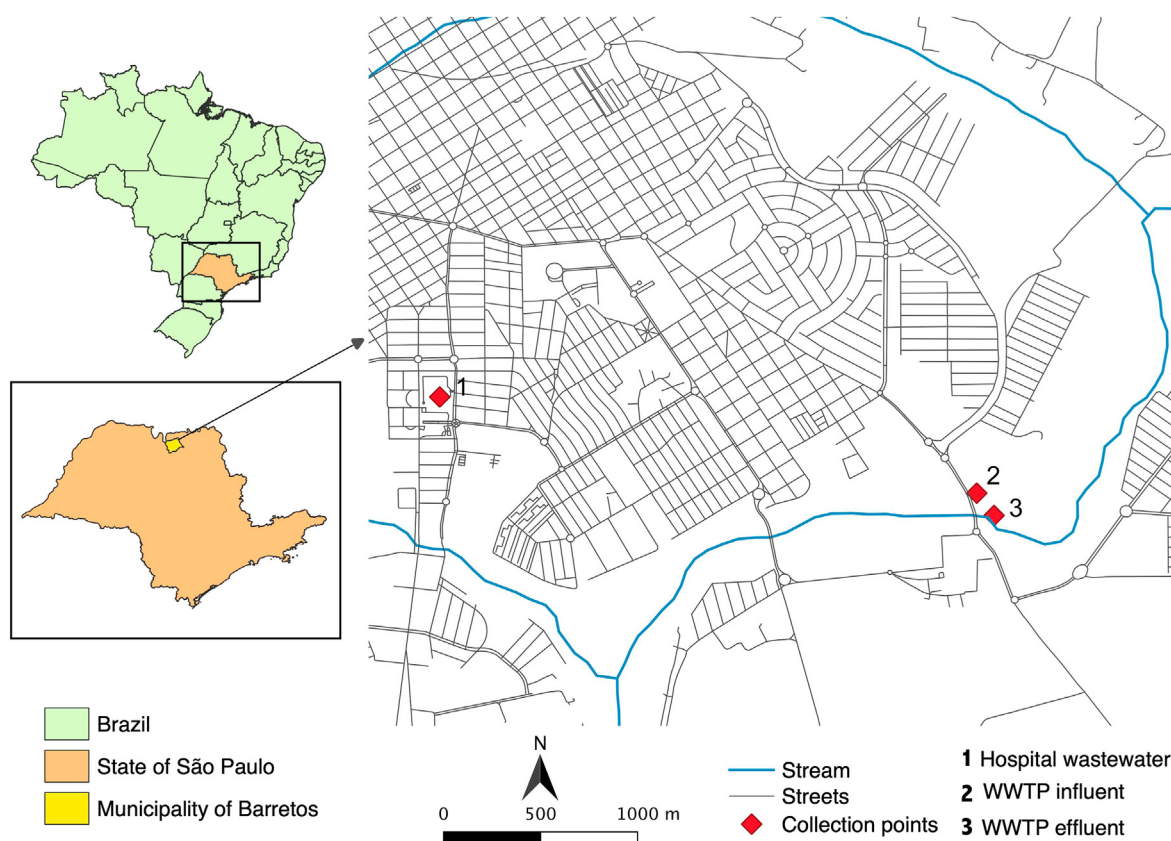 1
2
3
Brazil
State of São Paulo
Municipality of Barretos
N
0 500 1000 m
Stream
Streets
Collection points
1 Hospital wastewater
2 WWTP influent
3 WWTP effluent